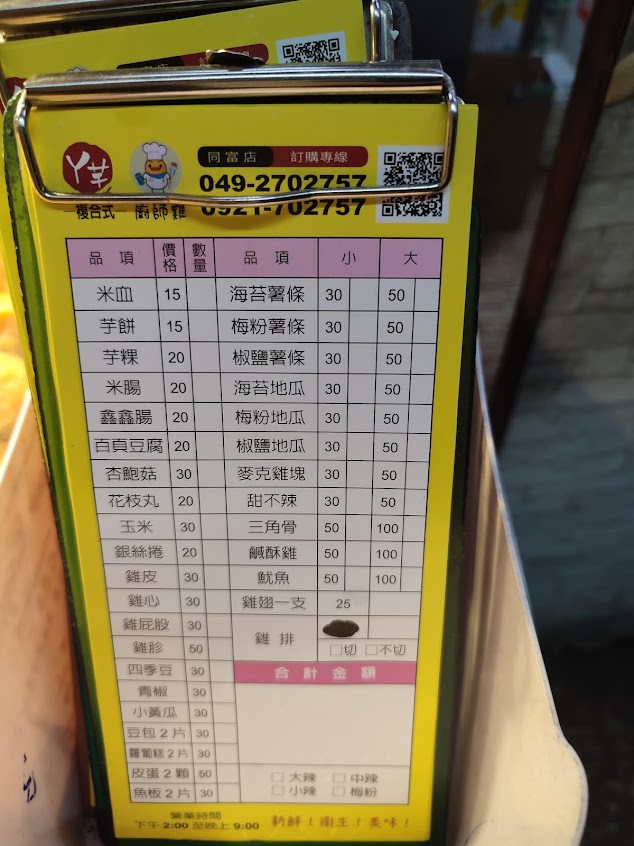 丫芋
複合式 廚師雞
同富店 訂購專線
049-2702757
0921-702757
品項 價格 數量 品項 小 大
米血 15 海苔薯條 30 50
芋餅 15 梅粉薯條 30 50
芋粿 20 椒鹽薯條 30 50
米腸 20 海苔地瓜 30 50
鑫鑫腸 20 梅粉地瓜 30 50
百頁豆腐 20 椒鹽地瓜 30 50
杏鮑菇 30 麥克雞塊 30 50
花枝丸 20 甜不辣 30 50
玉米 30 三角骨 50 100
銀絲捲 20 鹹酥雞 50 100
雞皮 30 魷魚 50 100
雞心 30 雞翅一支 25
雞屁股 30 雞排
雞胗 50 □切 □不切
四季豆 30 合計金額
青椒 30
小黃瓜 30
豆包2片 30
蘿蔔糕2片 30
皮蛋2顆 50 □大辣 □中辣
魚板2片 30 □小辣 □梅粉
營業時間
下午 2:00 至晚上 9:00 新鮮！衛生！美味！